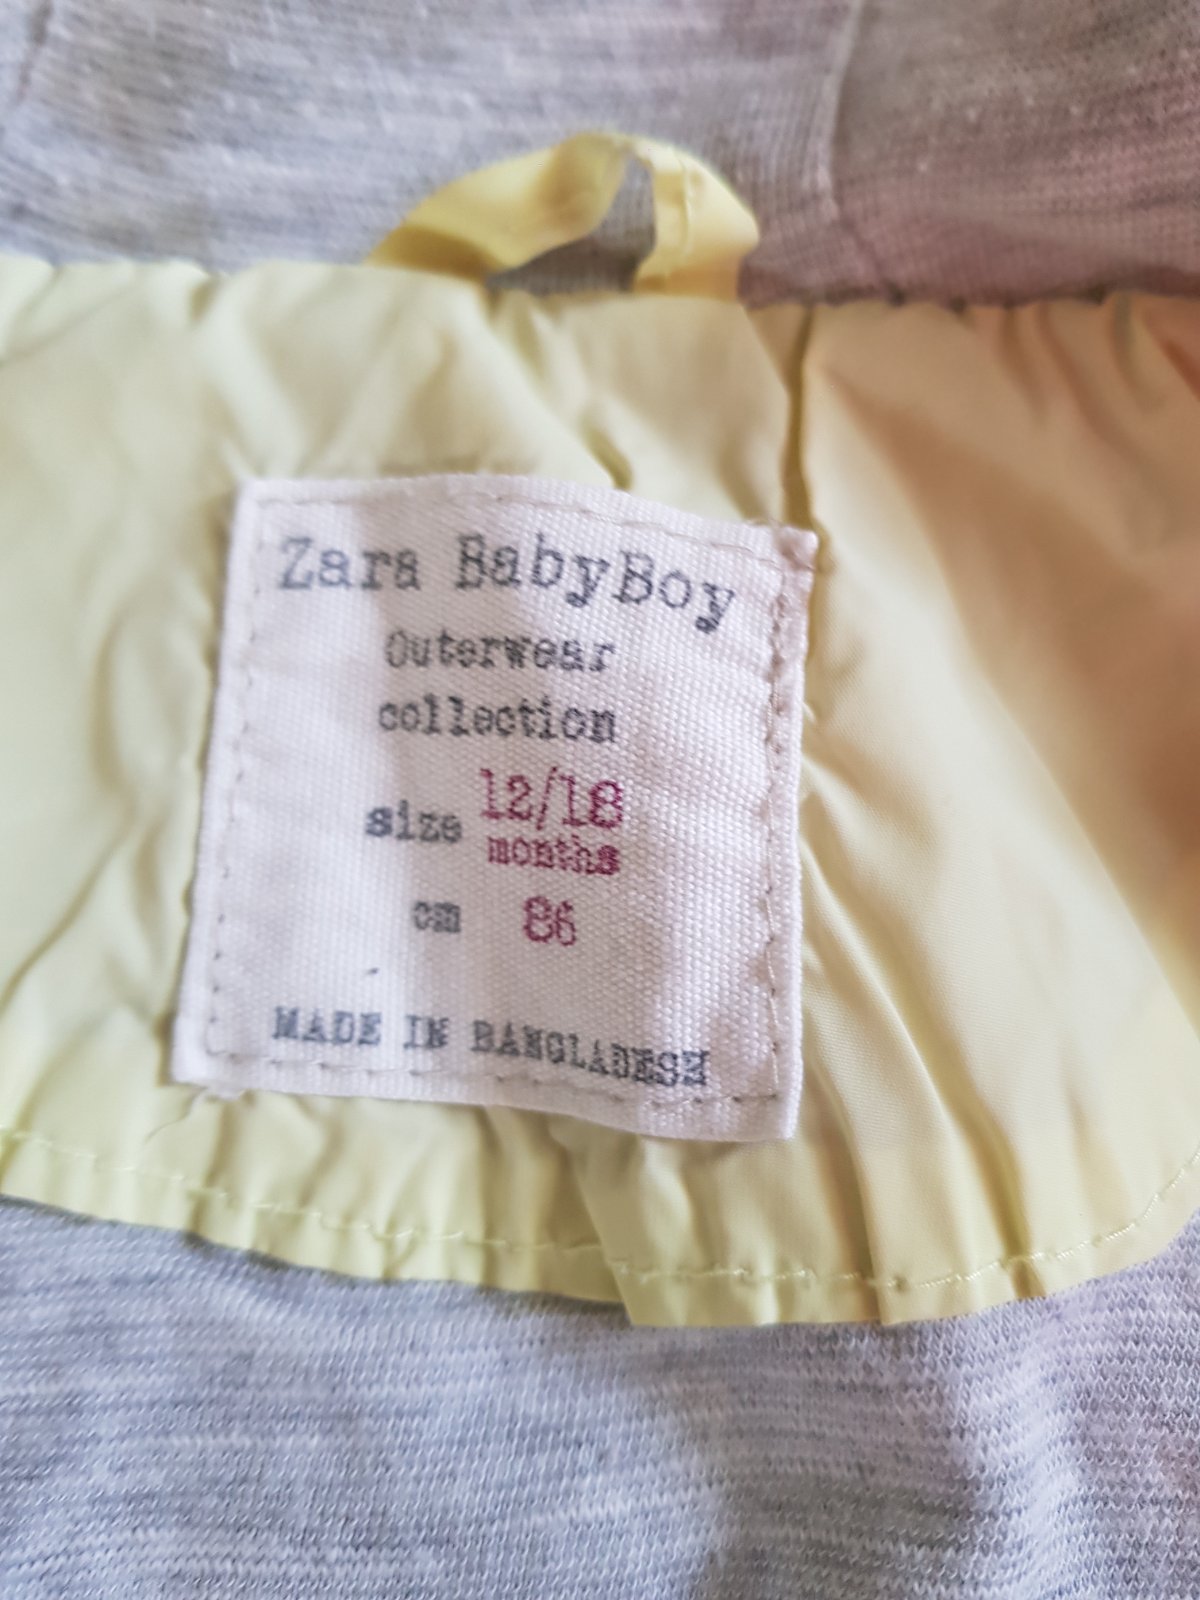 Zara BabyBoy
Outerwear
collection
size 12/18
months
cm 86
MADE IN BANGLADESH